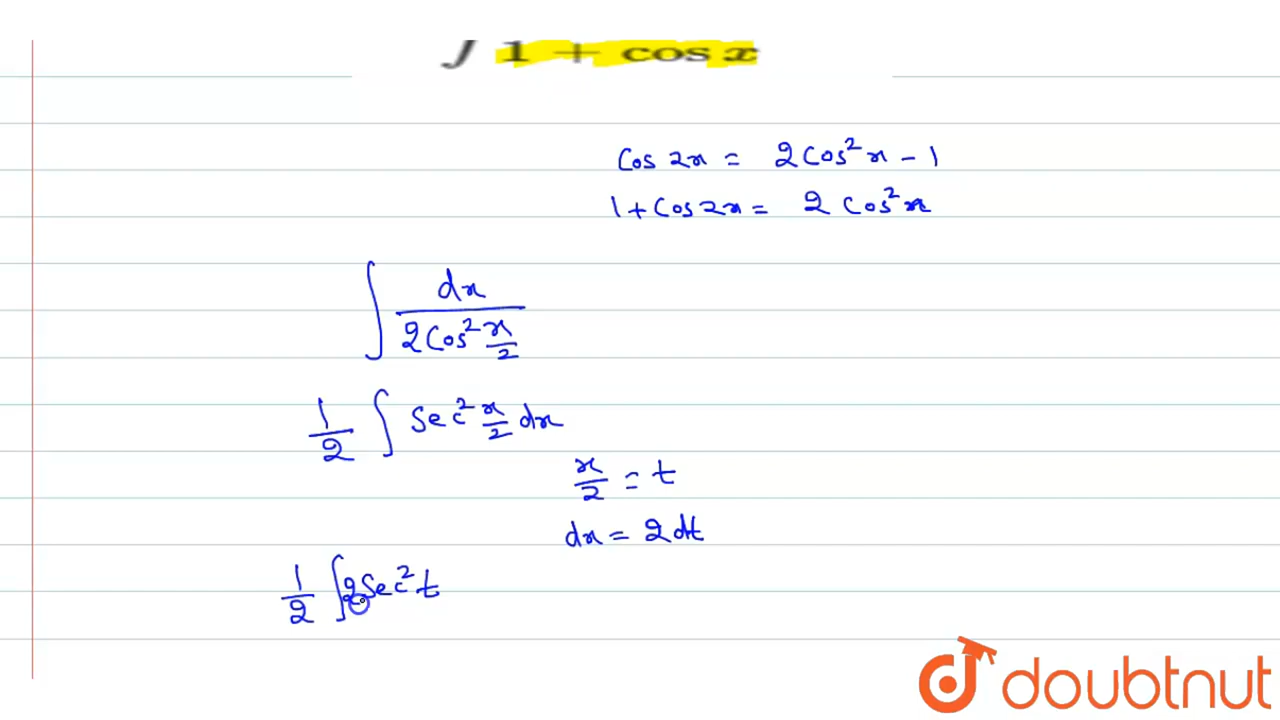 ∫ 1 + cos x
Cos 2x = 2Cos²x - 1
1 + Cos 2x = 2 Cos²x
∫ dx / 2Cos² x/2
1/2 ∫ Sec² x/2 dx
x/2 = t
dx = 2dt
1/2 ∫ 2Sec² t
doubtnut